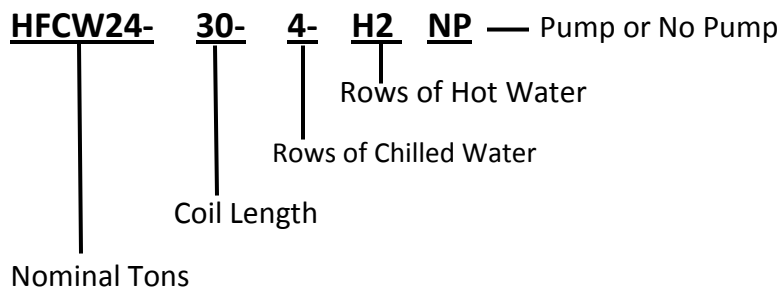 HFCW24- 30- 4- H2 NP Pump or No Pump
Rows of Hot Water
Rows of Chilled Water
Coil Length
Nominal Tons